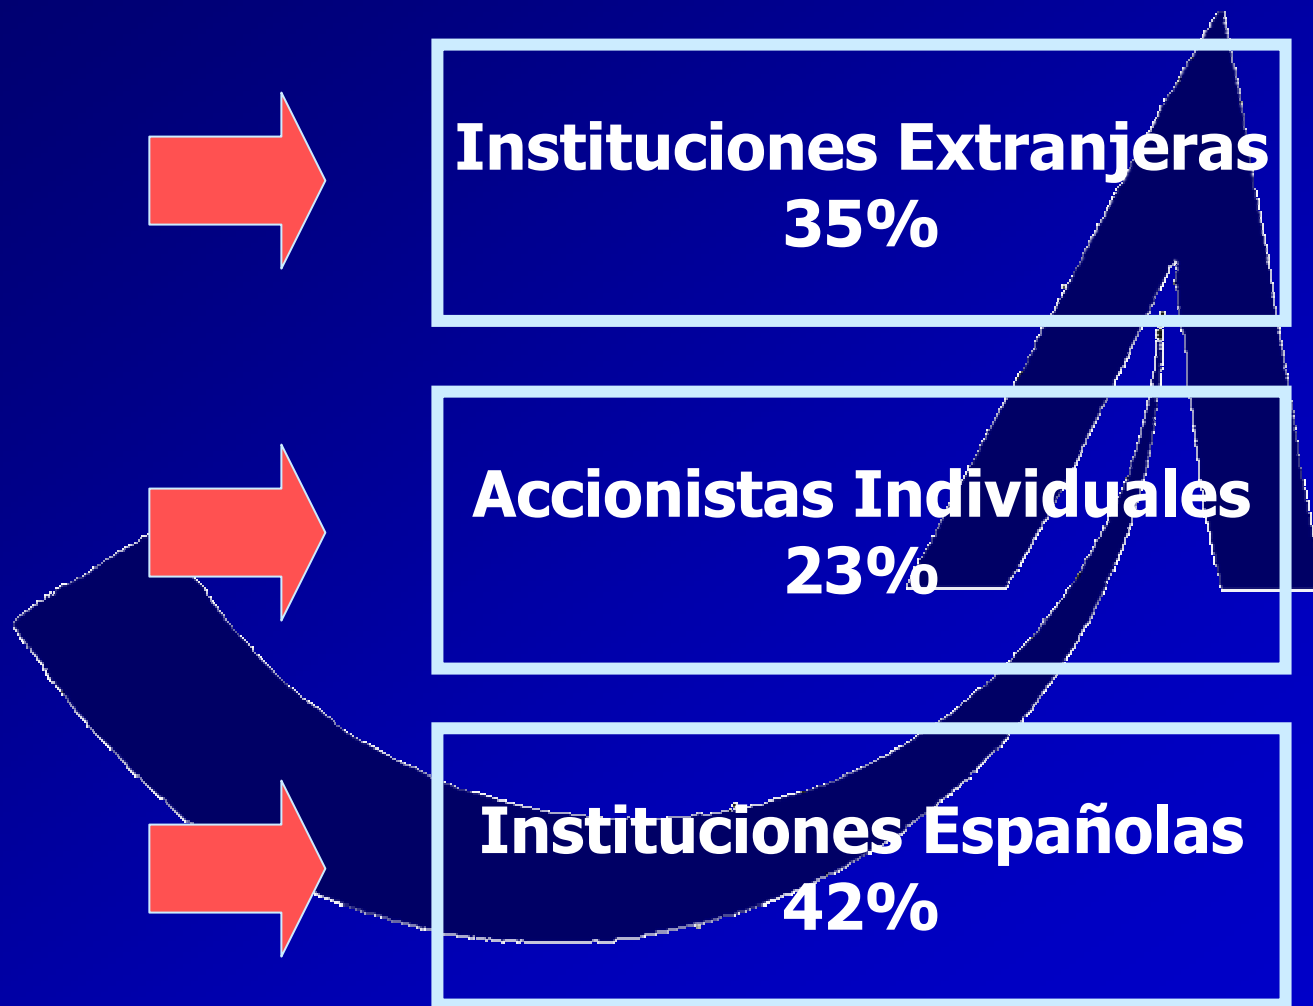 Instituciones Extranjeras
35%
Accionistas Individuales
23%
Instituciones Españolas
42%